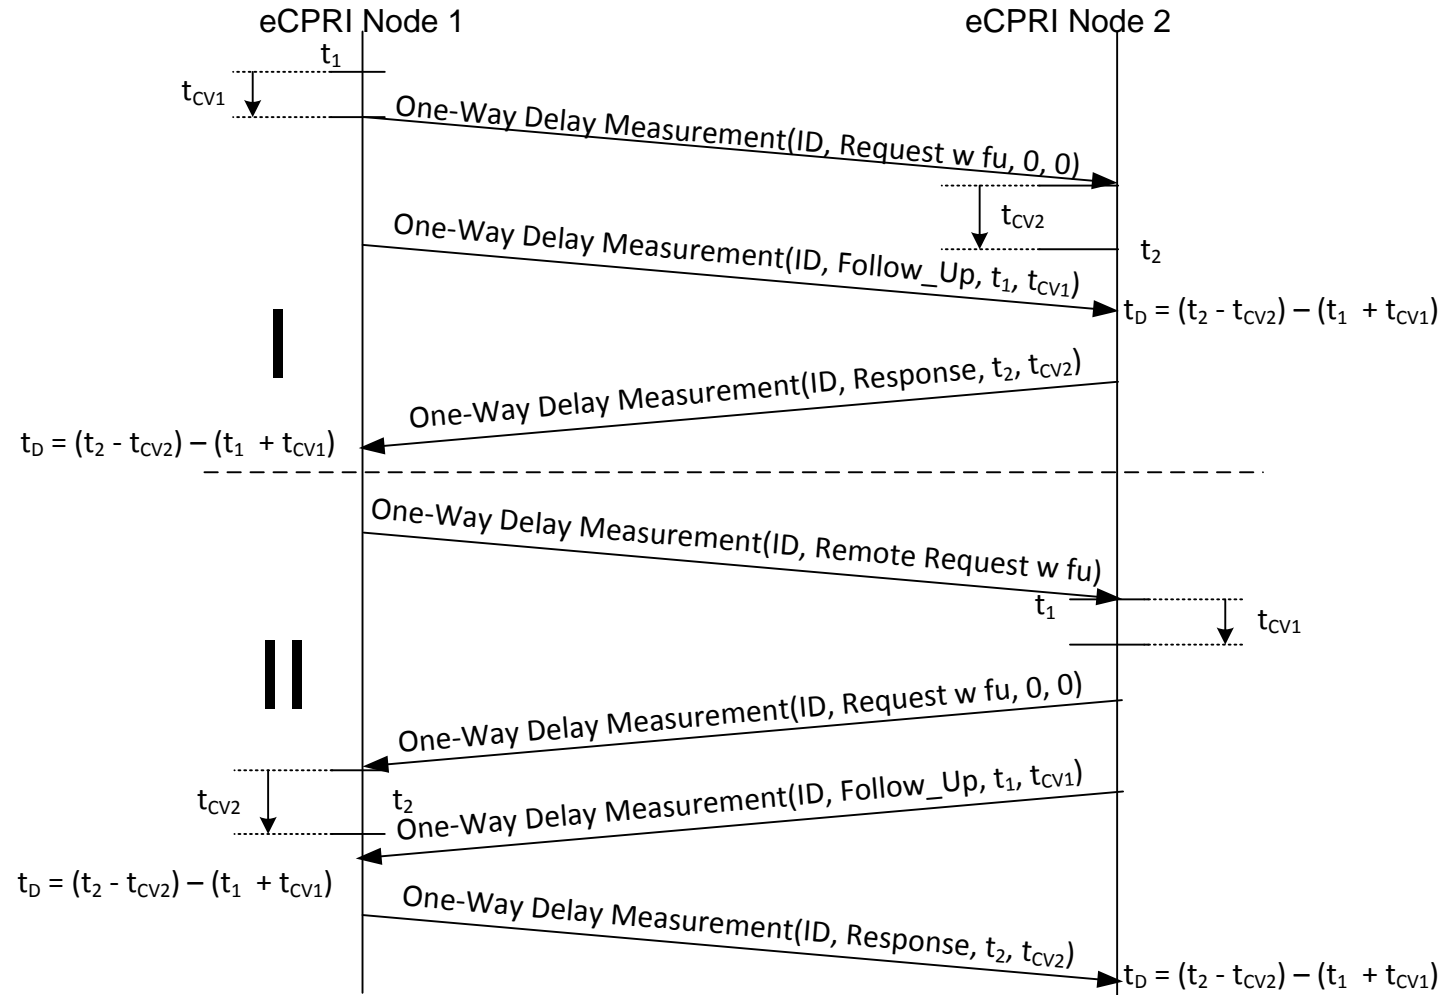 eCPRI Node 1
eCPRI Node 2
t1
tCV1
One-Way Delay Measurement(ID, Request w fu, 0, 0)
tCV2
t2
One-Way Delay Measurement(ID, Follow_Up, t1, tCV1)
tD = (t2 - tCV2) – (t1 + tCV1)
I
One-Way Delay Measurement(ID, Response, t2, tCV2)
tD = (t2 - tCV2) – (t1 + tCV1)
One-Way Delay Measurement(ID, Remote Request w fu)
t1
tCV1
II
One-Way Delay Measurement(ID, Request w fu, 0, 0)
tCV2
t2
One-Way Delay Measurement(ID, Follow_Up, t1, tCV1)
tD = (t2 - tCV2) – (t1 + tCV1)
One-Way Delay Measurement(ID, Response, t2, tCV2)
tD = (t2 - tCV2) – (t1 + tCV1)